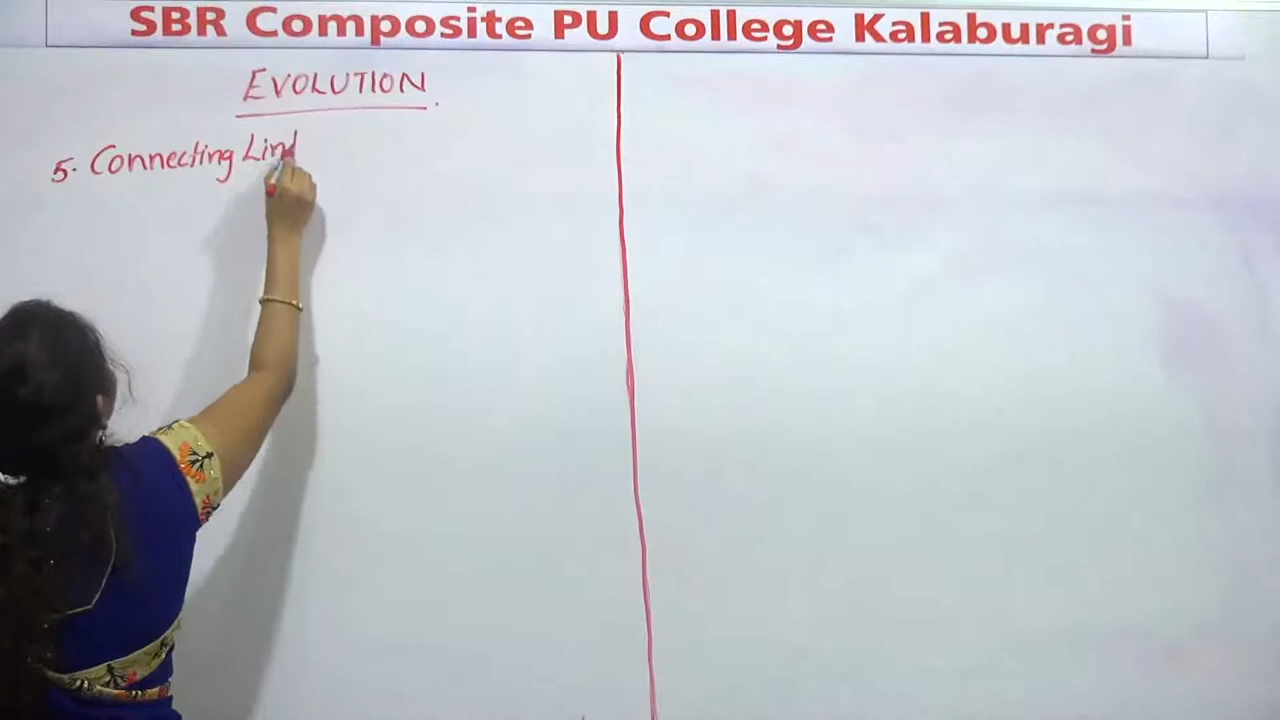 SBR Composite PU College Kalaburagi
EVOLUTION.
5. Connecting Lin